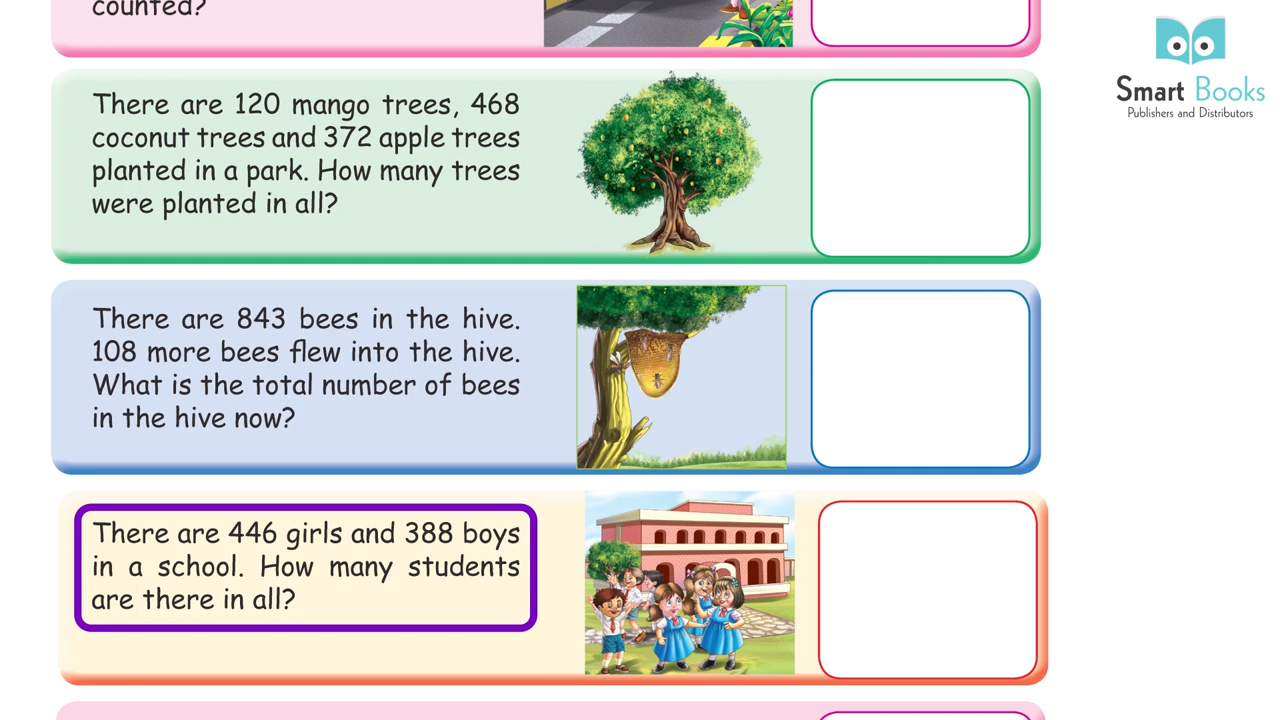 counted?
There are 120 mango trees, 468
coconut trees and 372 apple trees
planted in a park. How many trees
were planted in all?
There are 843 bees in the hive.
108 more bees flew into the hive.
What is the total number of bees
in the hive now?
There are 446 girls and 388 boys
in a school. How many students
are there in all?
Smart Books
Publishers and Distributors